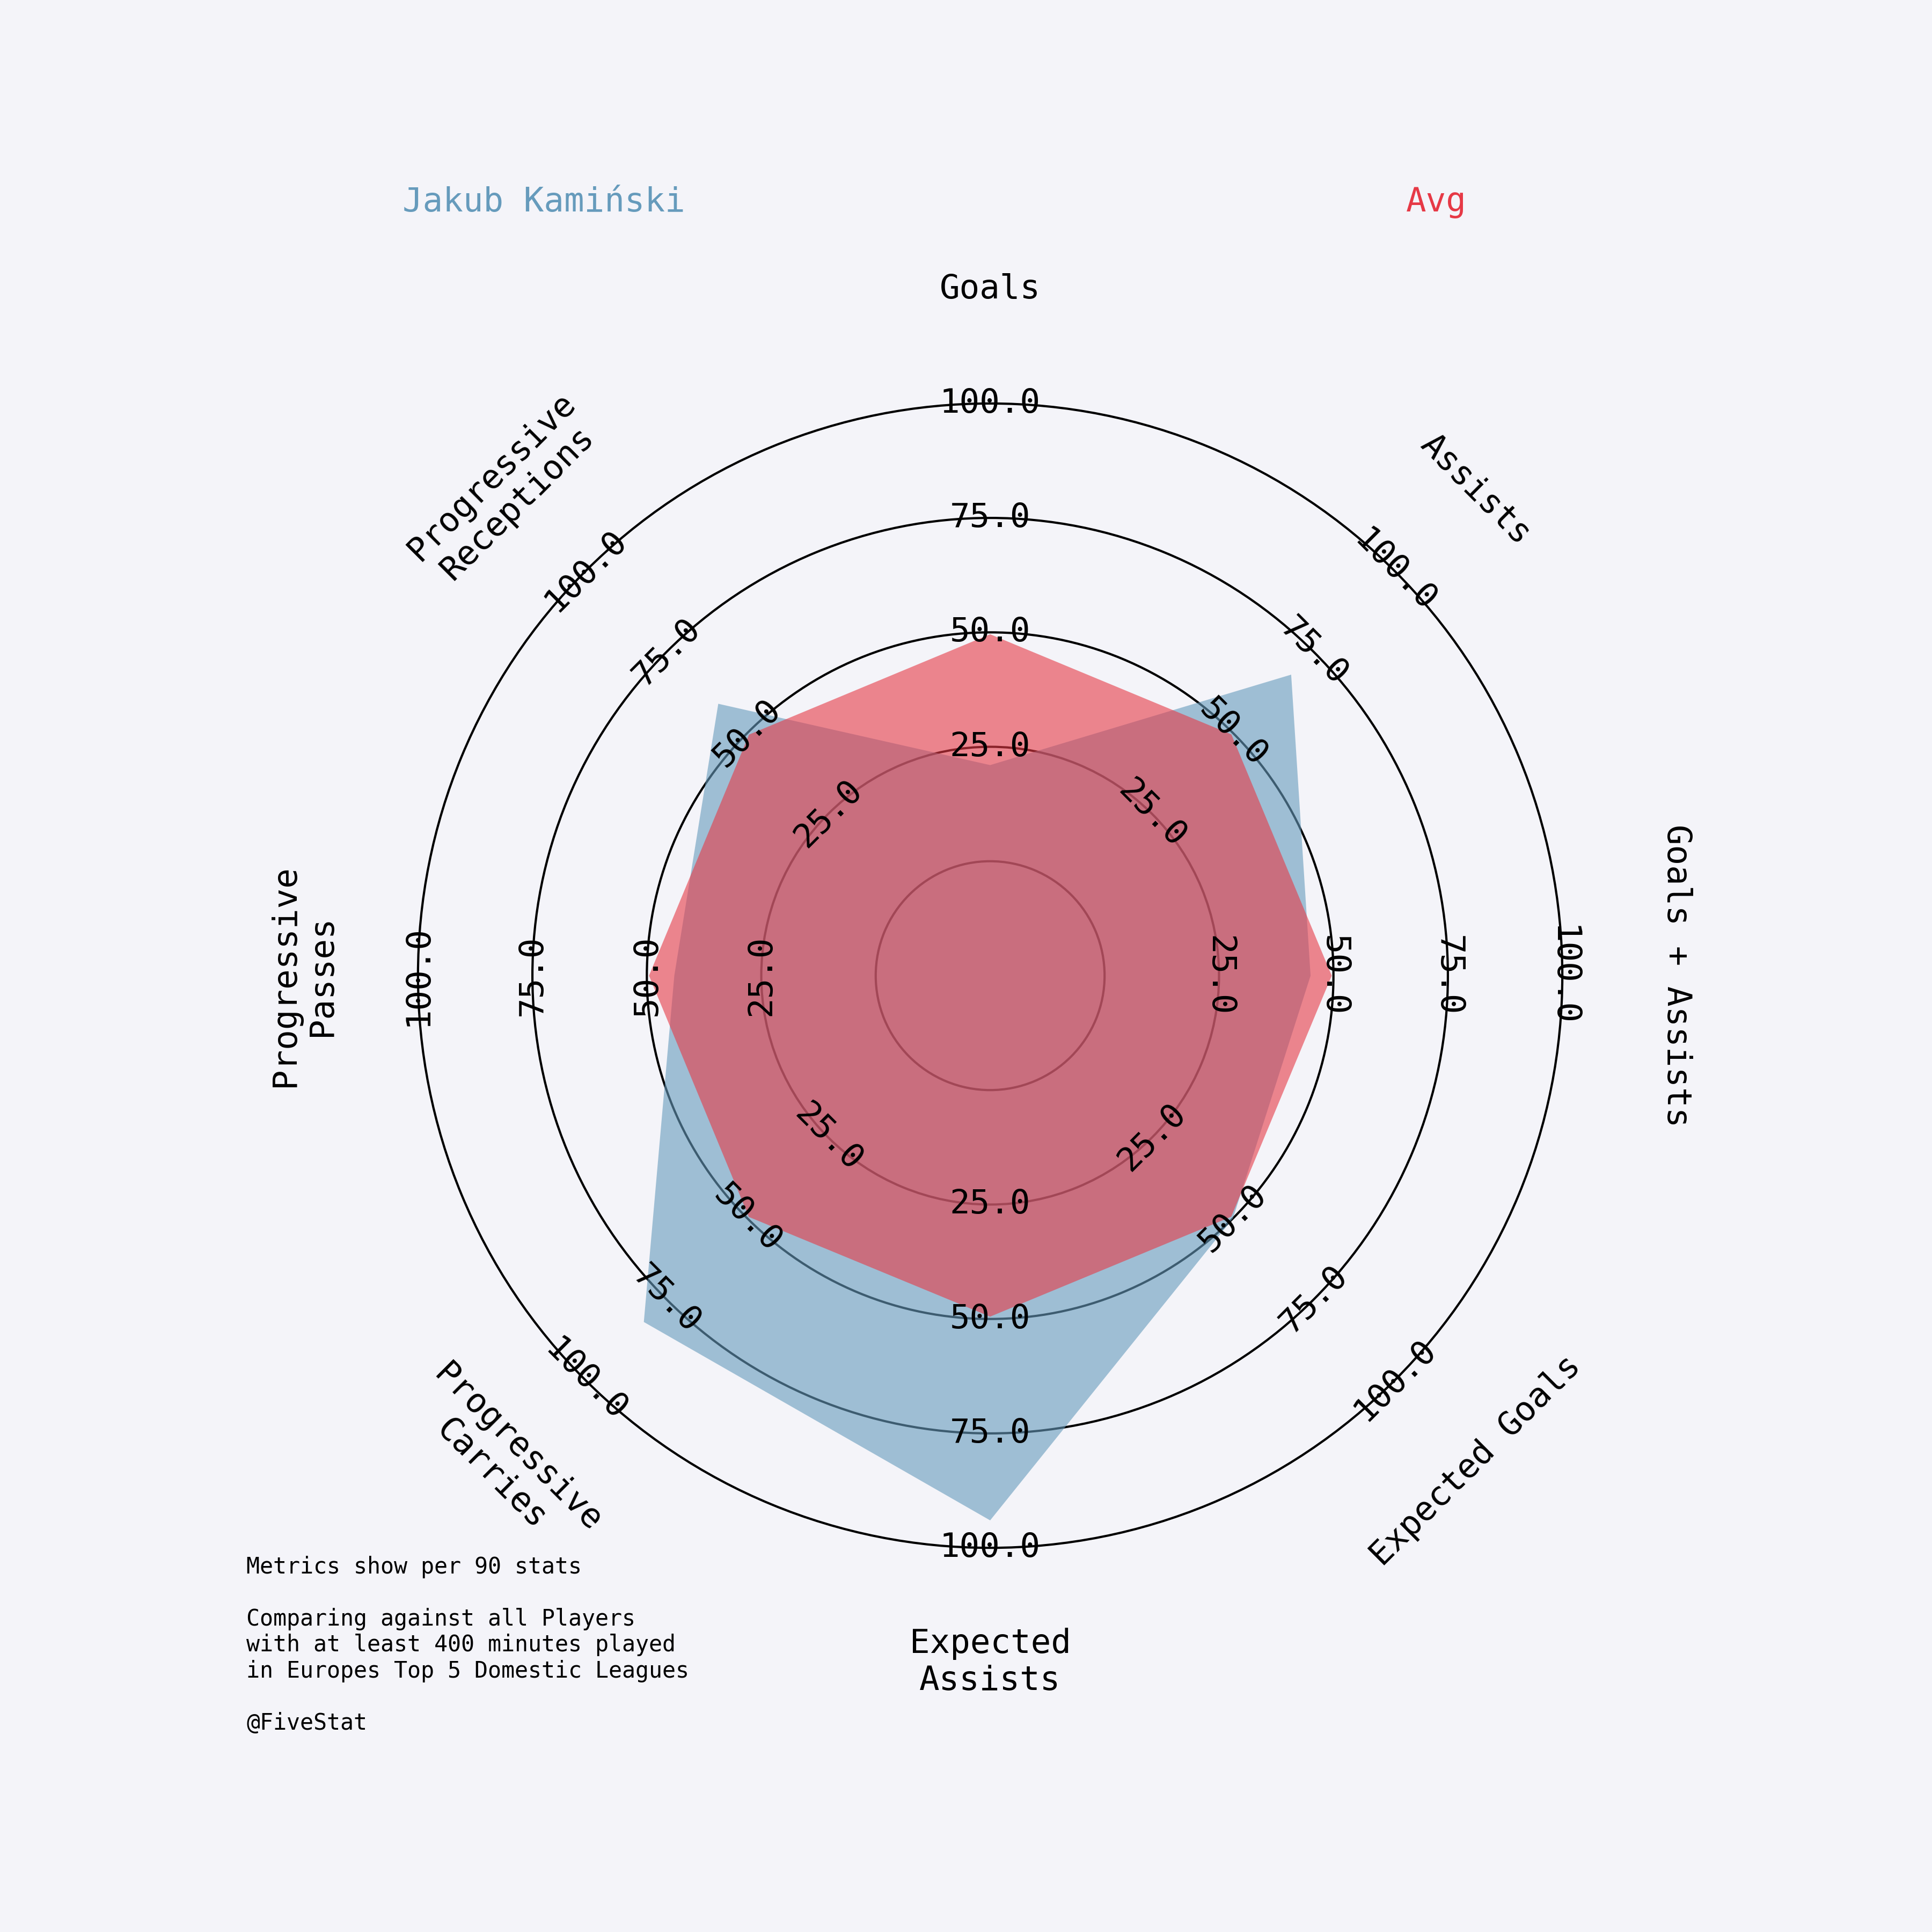 Jakub Kamiński
Avg
Goals
Assists
Goals + Assists
Expected Goals
Expected
Assists
Progressive
Carries
Progressive
Passes
Progressive
Receptions
25.0
50.0
75.0
100.0
25.0
50.0
75.0
100.0
25.0
50.0
75.0
100.0
25.0
50.0
75.0
100.0
25.0
50.0
75.0
100.0
25.0
50.0
75.0
100.0
25.0
50.0
75.0
100.0
25.0
50.0
75.0
100.0
Metrics show per 90 stats
Comparing against all Players
with at least 400 minutes played
in Europes Top 5 Domestic Leagues
@FiveStat